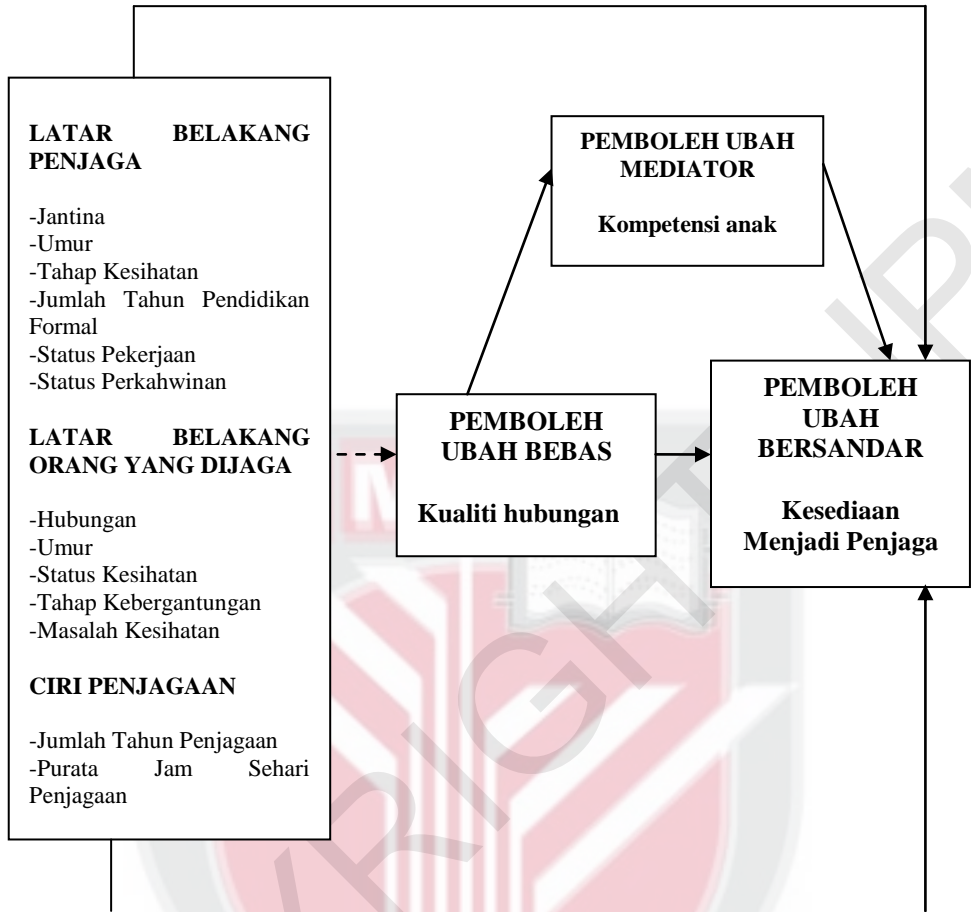 LATAR BELAKANG
PENJAGA
-Jantina
-Umur
-Tahap Kesihatan
-Jumlah Tahun Pendidikan
Formal
-Status Pekerjaan
-Status Perkahwinan
LATAR BELAKANG
ORANG YANG DIJAGA
-Hubungan
-Umur
-Status Kesihatan
-Tahap Kebergantungan
-Masalah Kesihatan
CIRI PENJAGAAN
-Jumlah Tahun Penjagaan
-Purata Jam Sehari
Penjagaan
PEMBOLEH UBAH
MEDIATOR
Kompetensi anak
PEMBOLEH
UBAH BEBAS
Kualiti hubungan
PEMBOLEH
UBAH
BERSANDAR
Kesediaan
Menjadi Penjaga